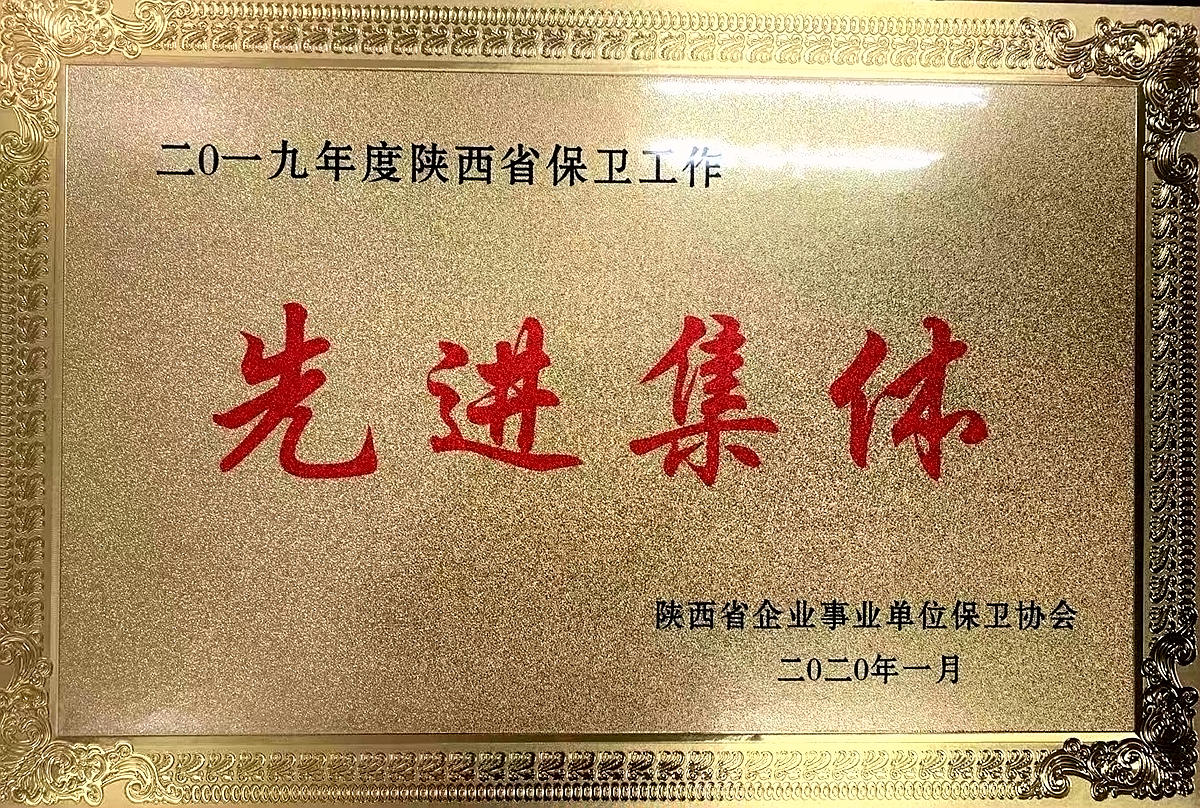 二0一九年度陕西省保卫工作
先进集体
陕西省企业事业单位保卫协会
二0二0年一月